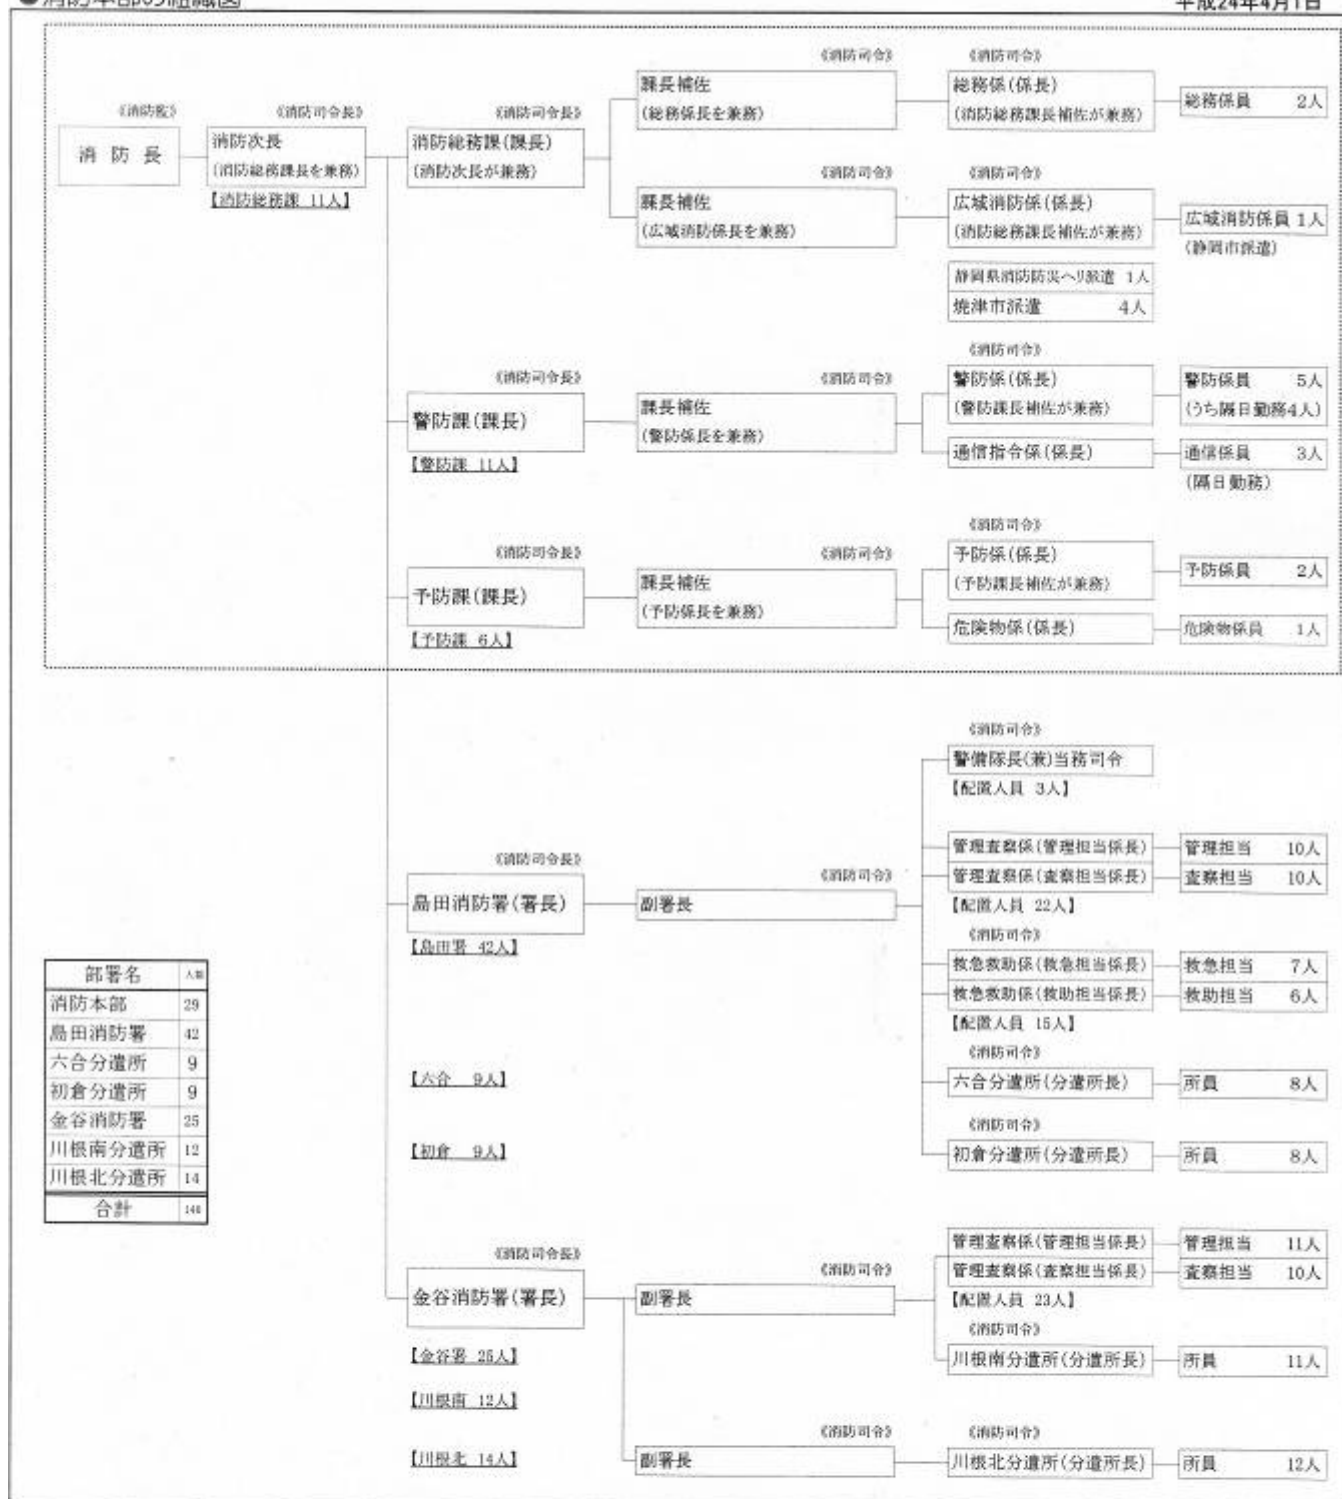 ●消防本部の組織図
平成24年4月1日
《消防監》
消防長
《消防司令長》
消防次長
(消防総務課長を兼務)
【消防総務課 11人】
《消防司令長》
消防総務課(課長)
(消防次長が兼務)
《消防司令》
課長補佐
(総務係長を兼務)
《消防司令》
総務係(係長)
(消防総務課長補佐が兼務)
総務係員 2人
《消防司令》
課長補佐
(広域消防係長を兼務)
《消防司令》
広域消防係(係長)
(消防総務課長補佐が兼務)
広域消防係員 1人
(静岡市派遣)
静岡県消防防災ヘリ派遣 1人
焼津市派遣 4人
《消防司令長》
警防課(課長)
【警防課 11人】
《消防司令》
課長補佐
(警防係長を兼務)
《消防司令》
警防係(係長)
(警防課長補佐が兼務)
警防係員 5人
(うち隔日勤務4人)
通信指令係(係長)
通信係員 3人
(隔日勤務)
《消防司令長》
予防課(課長)
【予防課 6人】
《消防司令》
課長補佐
(予防係長を兼務)
《消防司令》
予防係(係長)
(予防課長補佐が兼務)
予防係員 2人
危険物係(係長)
危険物係員 1人
《消防司令長》
島田消防署(署長)
【島田署 42人】
《消防司令》
副署長
《消防司令》
警備隊長(兼)当務司令
【配置人員 3人】
管理査察係(管理担当係長)
管理担当 10人
管理査察係(査察担当係長)
査察担当 10人
【配置人員 22人】
《消防司令》
救急救助係(救急担当係長)
救急担当 7人
救急救助係(救助担当係長)
救助担当 6人
【配置人員 15人】
【六合 9人】
《消防司令》
六合分遣所(分遣所長)
所員 8人
【初倉 9人】
《消防司令》
初倉分遣所(分遣所長)
所員 8人
部署名 人数
消防本部 29
島田消防署 42
六合分遣所 9
初倉分遣所 9
金谷消防署 25
川根南分遣所 12
川根北分遣所 14
合計 140
《消防司令長》
金谷消防署(署長)
【金谷署 25人】
【川根南 12人】
【川根北 14人】
《消防司令》
副署長
管理査察係(管理担当係長)
管理担当 11人
管理査察係(査察担当係長)
査察担当 10人
【配置人員 23人】
《消防司令》
川根南分遣所(分遣所長)
所員 11人
《消防司令》
副署長
《消防司令》
川根北分遣所(分遣所長)
所員 12人